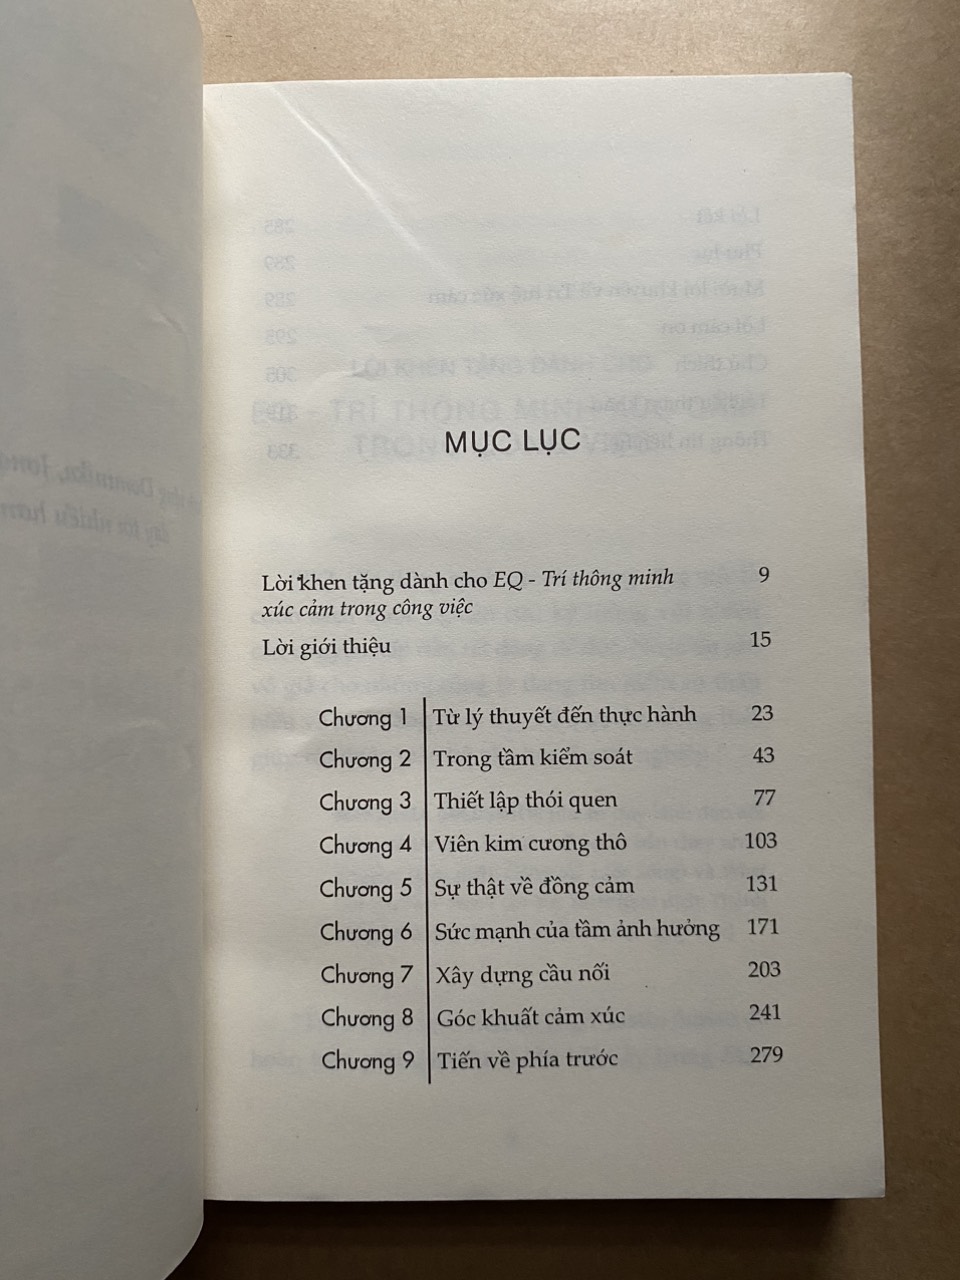 MỤC LỤC
Lời khen tặng dành cho EQ - Trí thông minh 9
xúc cảm trong công việc
Lời giới thiệu 15
Chương 1 Từ lý thuyết đến thực hành 23
Chương 2 Trong tầm kiểm soát 43
Chương 3 Thiết lập thói quen 77
Chương 4 Viên kim cương thô 103
Chương 5 Sự thật về đồng cảm 131
Chương 6 Sức mạnh của tầm ảnh hưởng 171
Chương 7 Xây dựng cầu nối 203
Chương 8 Góc khuất cảm xúc 241
Chương 9 Tiến về phía trước 279